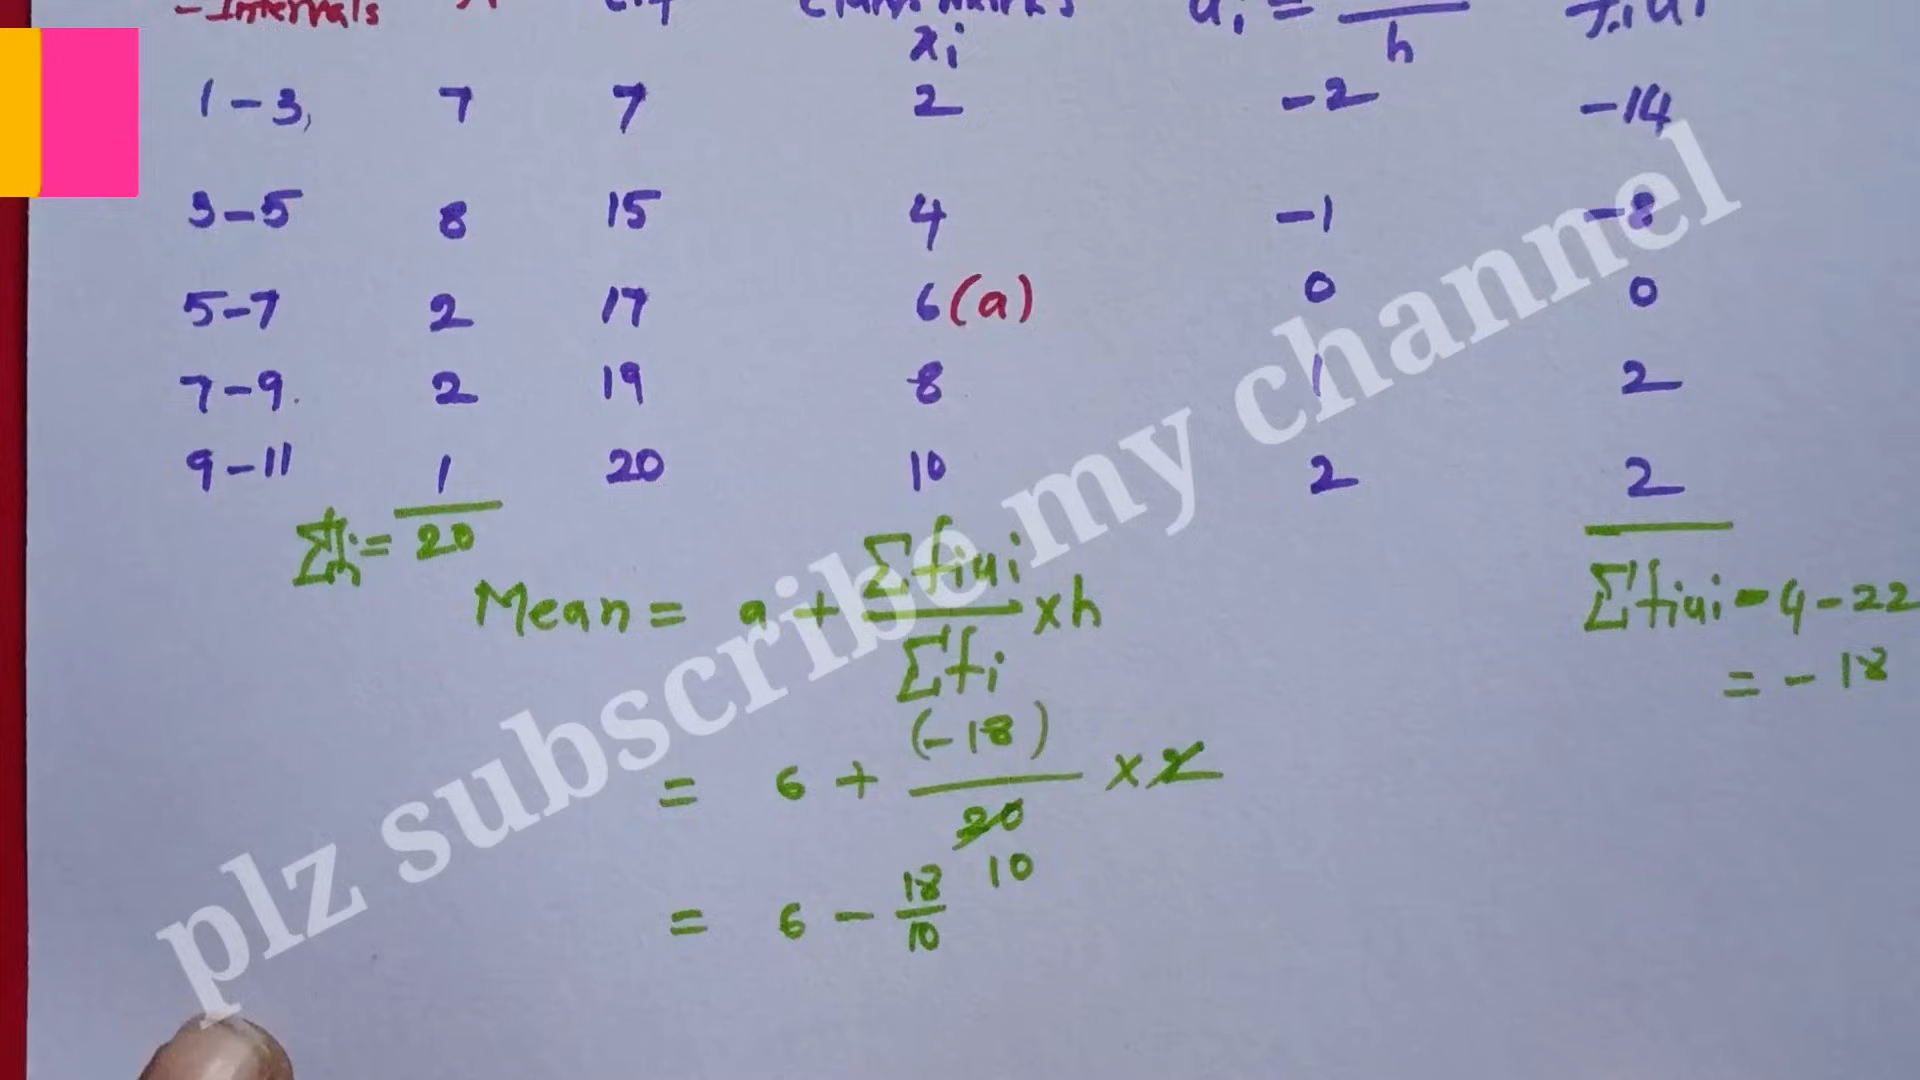 - Intervals
xi h
1-3, 7 7 2 -2 -14
3-5 8 15 4 -1 -8
5-7 2 17 6(a) 0 0
7-9. 2 19 8 1 2
9-11 1 20 10 2 2
Σfi = 20
Mean = a + Σfiui / Σfi × h
Σfiui = 4-22
= -18
= 6 + (-18) / 20 × 2
10
= 6 - 18/10
plz subscribe my channel